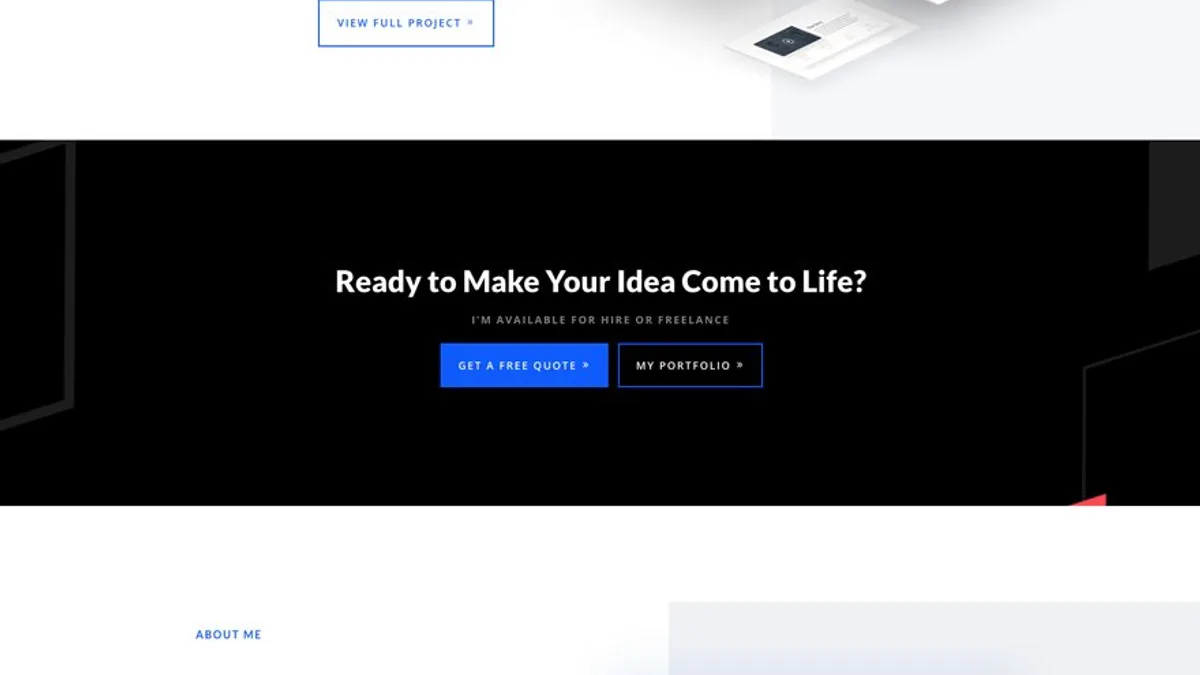 VIEW FULL PROJECT »
Ready to Make Your Idea Come to Life?
I'M AVAILABLE FOR HIRE OR FREELANCE
GET A FREE QUOTE »
MY PORTFOLIO »
ABOUT ME